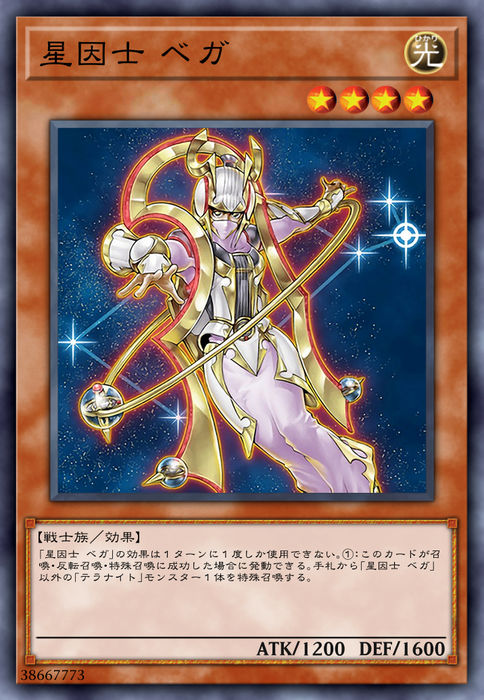 星因士 ベガ
ひかり
光
【戦士族／効果】
「星因士 ベガ」の効果は１ターンに１度しか使用できない。①：このカードが召
喚・反転召喚・特殊召喚に成功した場合に発動できる。手札から「星因士 ベガ」
以外の「テラナイト」モンスター１体を特殊召喚する。
ATK/1200 DEF/1600
38667773